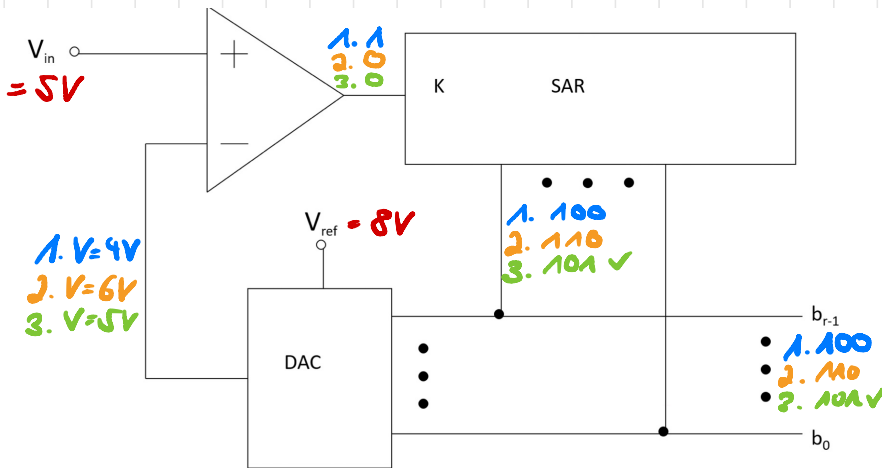 V_in
= 5V
+
−
1. 1
2. 0
3. 0
K
SAR
1. 100
2. 110
3. 101 ✓
V_ref = 8V
1. V=4V
2. V=6V
3. V=5V
DAC
b_r-1
1. 100
2. 110
3. 101 ✓
b_0